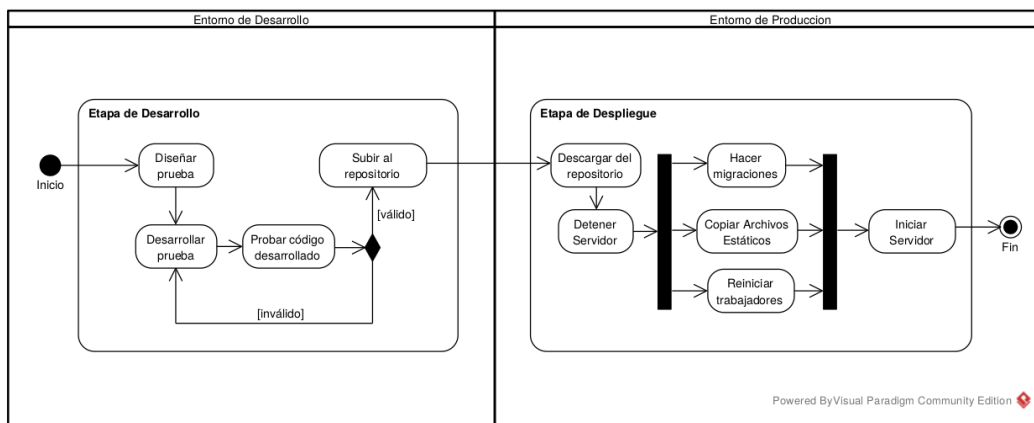 Entorno de Desarrollo
Entorno de Produccion
Etapa de Desarrollo
Inicio
Diseñar
prueba
Desarrollar
prueba
Probar código
desarrollado
[válido]
[inválido]
Subir al
repositorio
Etapa de Despliegue
Descargar del
repositorio
Detener
Servidor
Hacer
migraciones
Copiar Archivos
Estáticos
Reiniciar
trabajadores
Iniciar
Servidor
Fin
Powered ByVisual Paradigm Community Edition